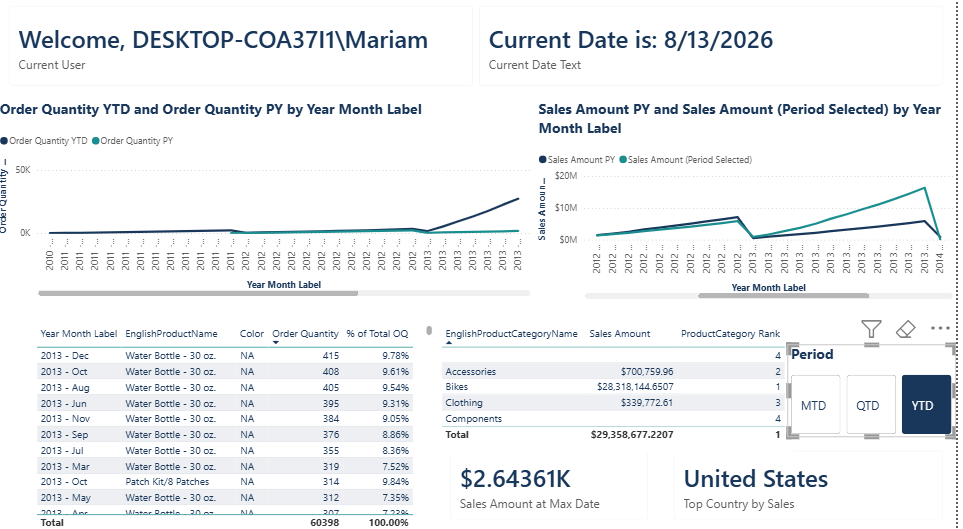 Welcome, DESKTOP-COA37I1\Mariam
Current User
Current Date is: 8/13/2026
Current Date Text
Order Quantity YTD and Order Quantity PY by Year Month Label
Order Quantity YTD Order Quantity PY
Order Quantity ...
50K
0K
2010 2011 2011 2011 2011 2011 2011 2011 2011 2011 2011 2011 2011 2012 2012 2012 2012 2012 2012 2012 2012 2012 2012 2012 2012 2013 2013 2013 2013 2013 2013 2013
Year Month Label
Sales Amount PY and Sales Amount (Period Selected) by Year
Month Label
Sales Amount PY Sales Amount (Period Selected)
Sales Amoun...
$20M
$10M
$0M
2012 2012 2012 2012 2012 2012 2012 2012 2012 2012 2013 2013 2013 2013 2013 2013 2013 2013 2013 2013 2013 2013 2014
Year Month Label
Year Month Label EnglishProductName Color Order Quantity % of Total OQ
2013 - Dec Water Bottle - 30 oz. NA 415 9.78%
2013 - Oct Water Bottle - 30 oz. NA 408 9.61%
2013 - Aug Water Bottle - 30 oz. NA 405 9.54%
2013 - Jun Water Bottle - 30 oz. NA 395 9.31%
2013 - Nov Water Bottle - 30 oz. NA 384 9.05%
2013 - Sep Water Bottle - 30 oz. NA 376 8.86%
2013 - Jul Water Bottle - 30 oz. NA 355 8.36%
2013 - Mar Water Bottle - 30 oz. NA 319 7.52%
2013 - Oct Patch Kit/8 Patches NA 314 9.84%
2013 - May Water Bottle - 30 oz. NA 312 7.35%
2013 - Apr Water Bottle - 30 oz. NA 307 7.23%
Total 60398 100.00%
EnglishProductCategoryName Sales Amount ProductCategory Rank
4
Accessories $700,759.96 2
Bikes $28,318,144.6507 1
Clothing $339,772.61 3
Components 4
Total $29,358,677.2207 1
Period
MTD QTD YTD
$2.64361K
Sales Amount at Max Date
United States
Top Country by Sales